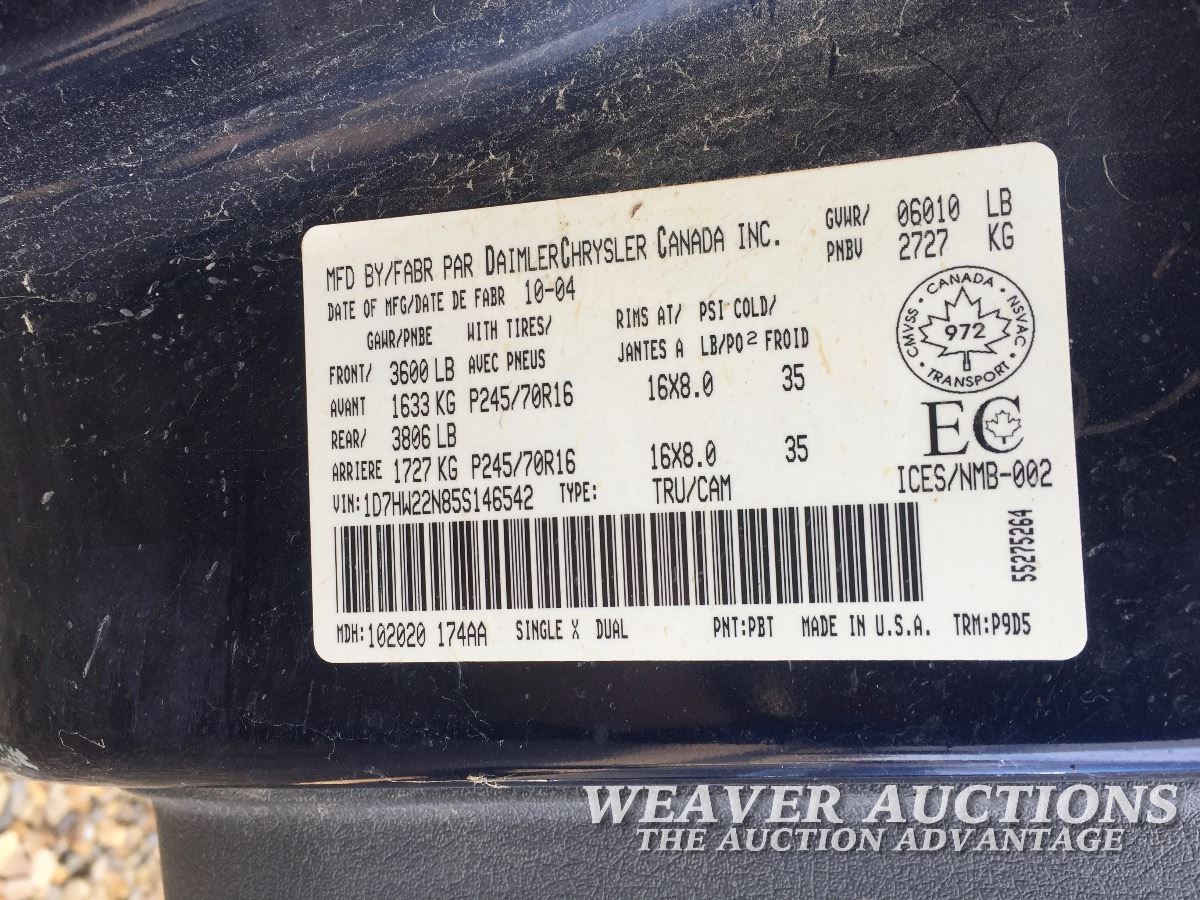 MFD BY/FABR PAR DAIMLERCHRYSLER CANADA INC. GVWR/ 06010 LB
DATE OF MFG/DATE DE FABR 10-04 PNBV 2727 KG
GAWR/PNBE WITH TIRES/ RIMS AT/ PSI COLD/
FRONT/ 3600 LB AVEC PNEUS JANTES A LB/PO² FROID
AVANT 1633 KG P245/70R16 16X8.0 35
REAR/ 3806 LB
ARRIERE 1727 KG P245/70R16 16X8.0 35
VIN:1D7HW22N85S146542 TYPE: TRU/CAM
CANADA • NSVAC • TRANSPORT • CMVSS •
972
EC
ICES/NMB-002
55275264
MDH:102020 174AA SINGLE X DUAL PNT:PBT MADE IN U.S.A. TRM:P9D5
WEAVER AUCTIONS
THE AUCTION ADVANTAGE